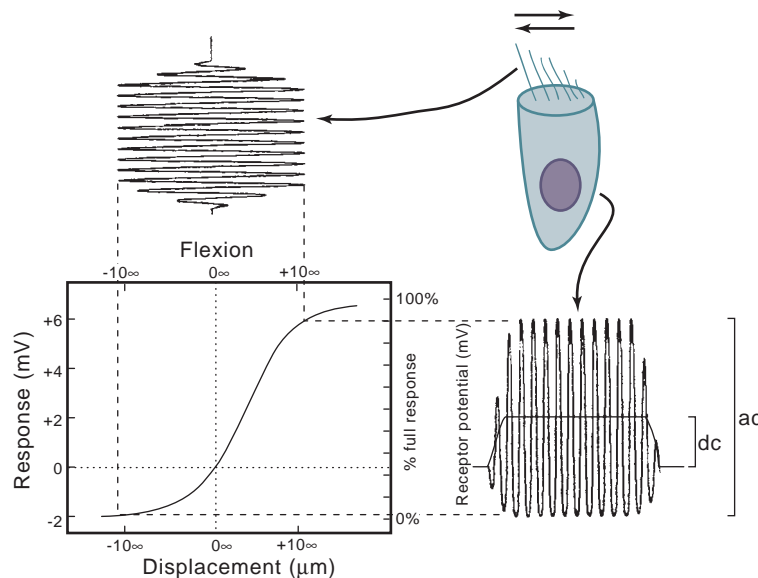 Flexion
-10∞ 0∞ +10∞
100%
+6
+4
+2
0
-2
Response (mV)
% full response
0%
-10∞ 0∞ +10∞
Displacement (μm)
Receptor potential (mV)
dc
ac